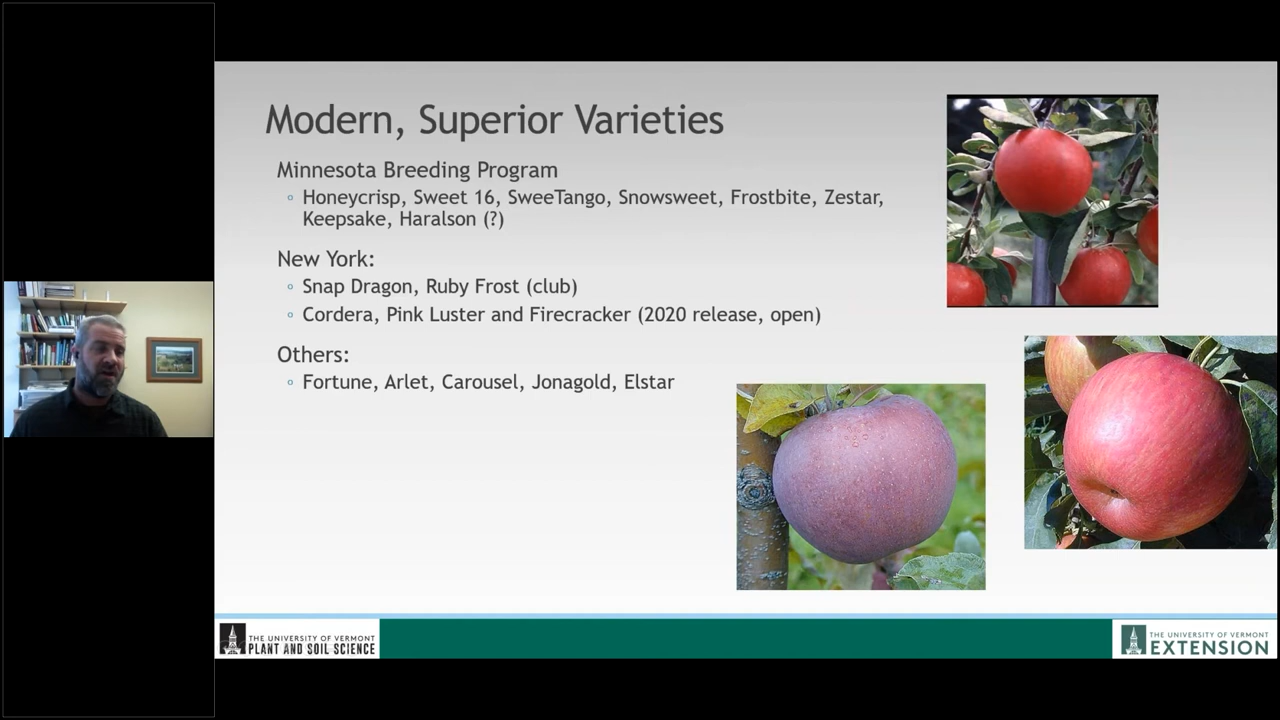 Modern, Superior Varieties
Minnesota Breeding Program
Honeycrisp, Sweet 16, SweeTango, Snowsweet, Frostbite, Zestar,
Keepsake, Haralson (?)
New York:
Snap Dragon, Ruby Frost (club)
Cordera, Pink Luster and Firecracker (2020 release, open)
Others:
Fortune, Arlet, Carousel, Jonagold, Elstar
THE UNIVERSITY OF VERMONT
PLANT AND SOIL SCIENCE
THE UNIVERSITY OF VERMONT
EXTENSION